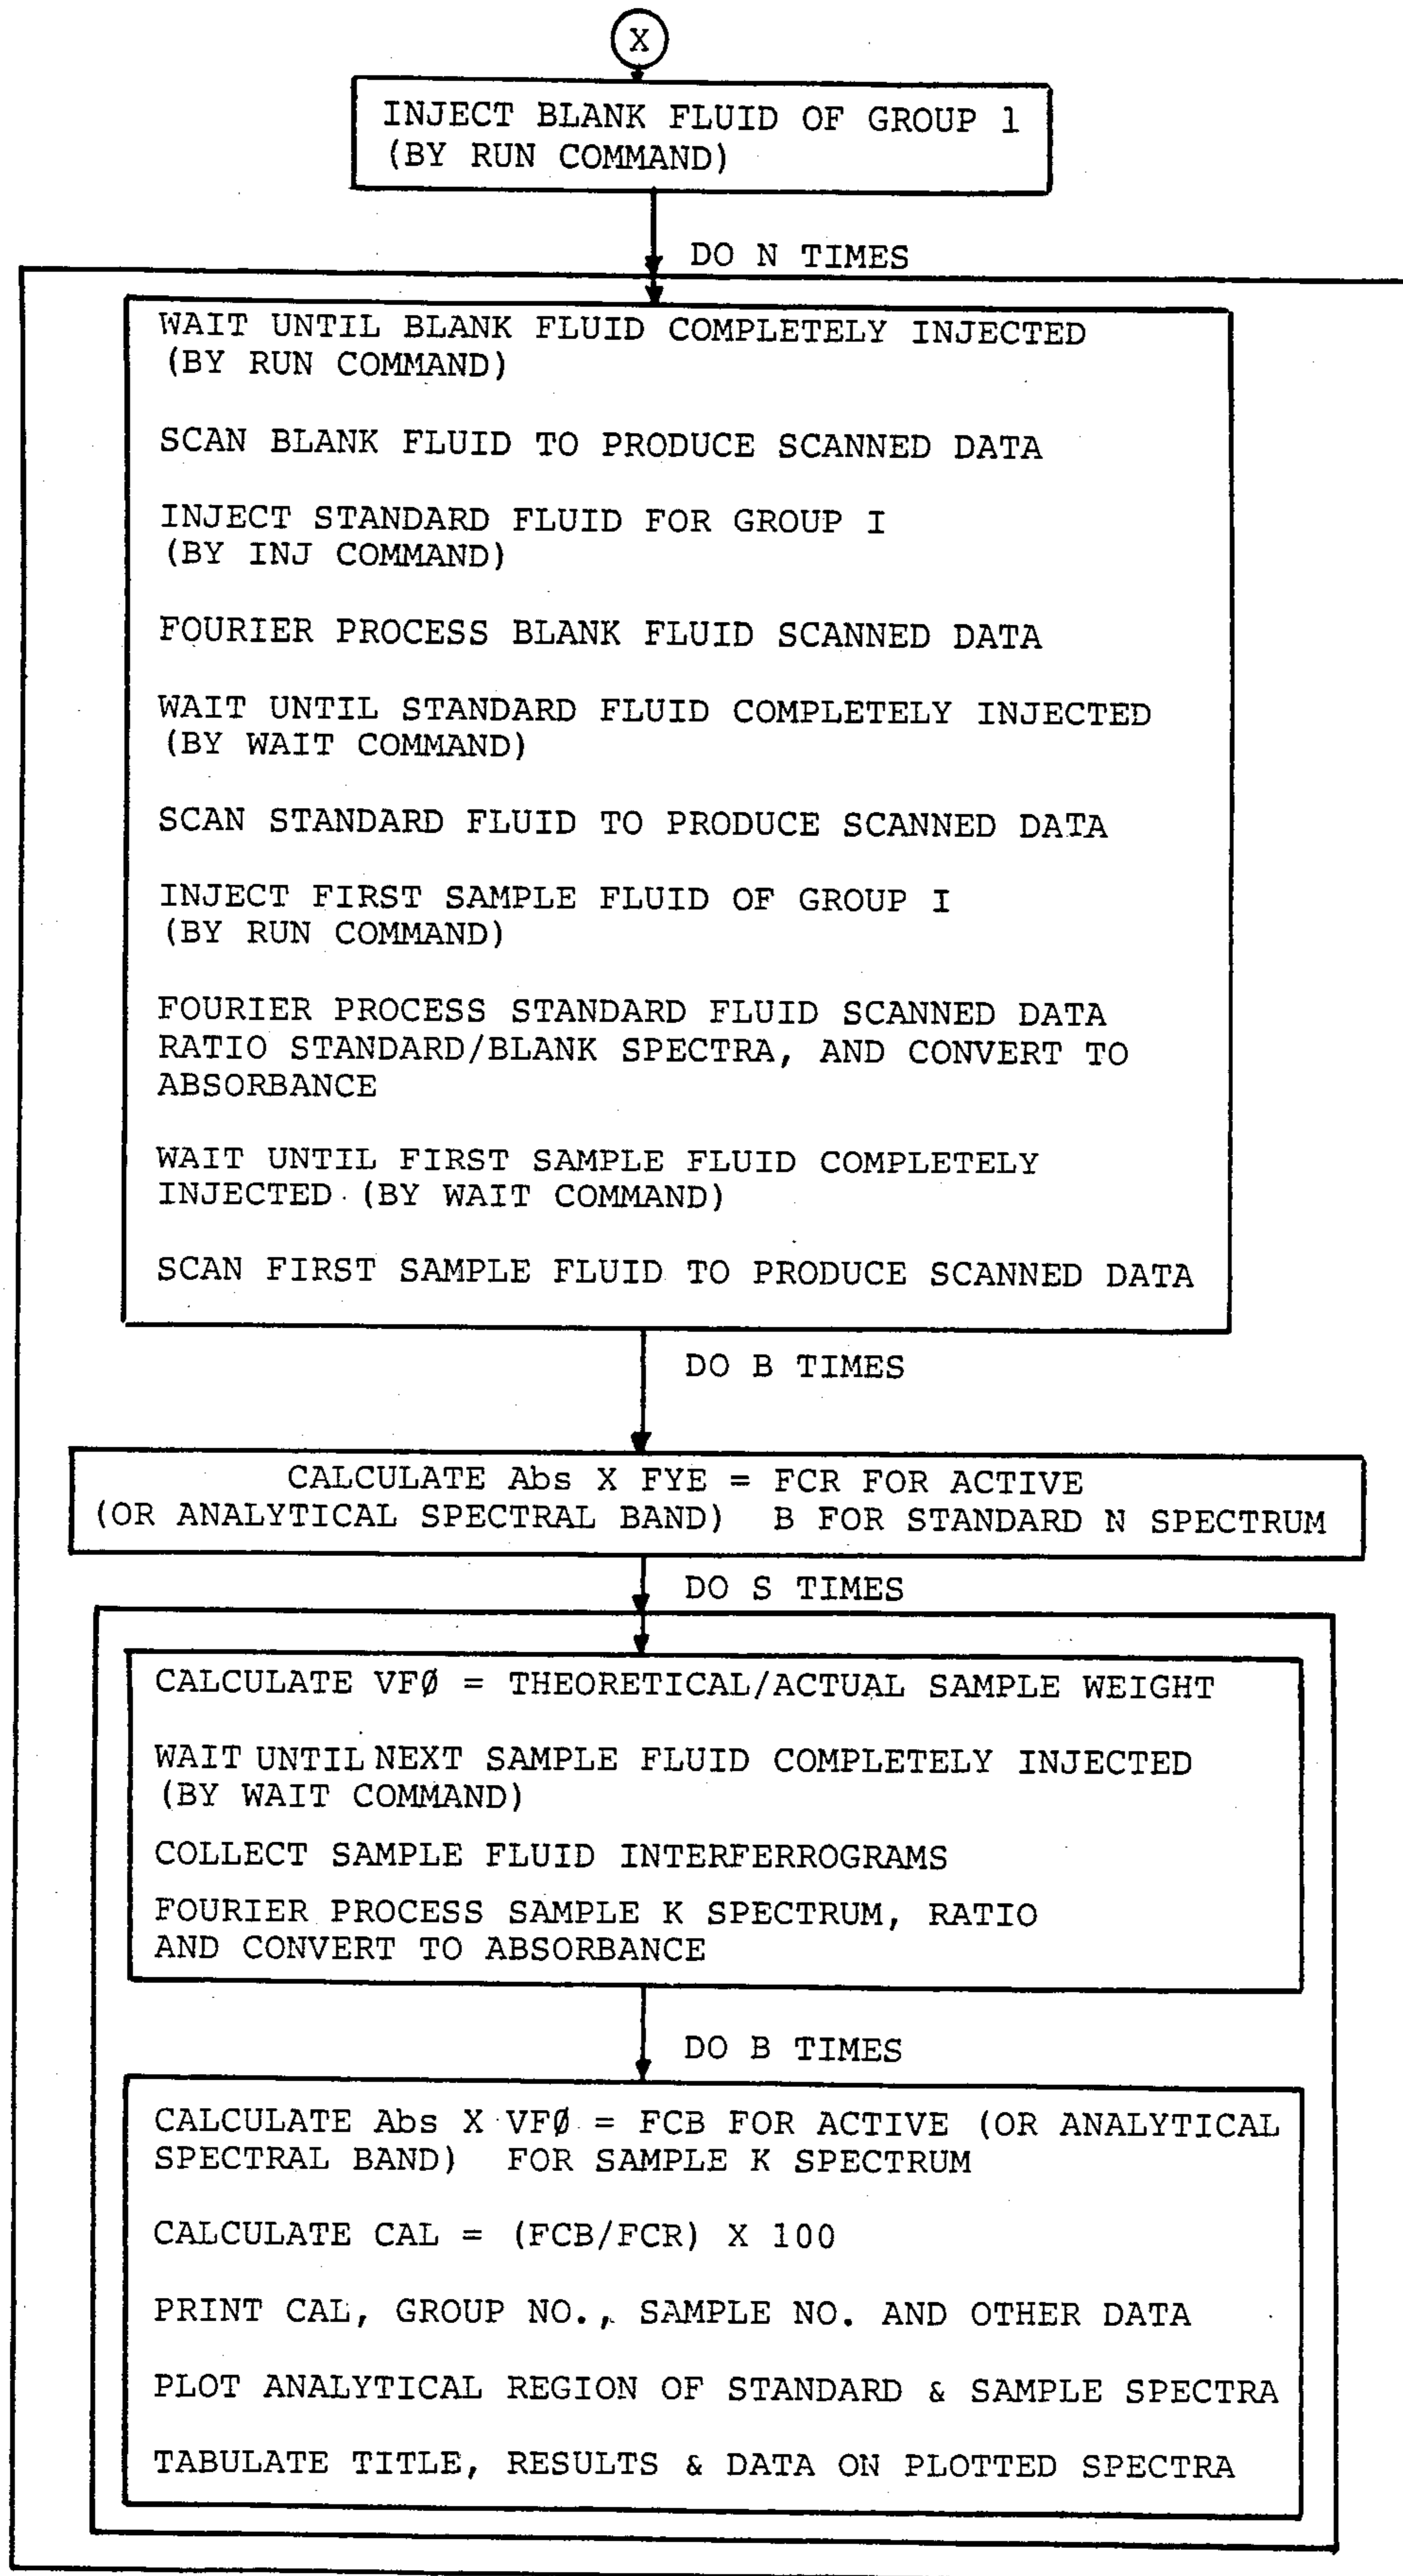 X
INJECT BLANK FLUID OF GROUP 1
(BY RUN COMMAND)
DO N TIMES
WAIT UNTIL BLANK FLUID COMPLETELY INJECTED
(BY RUN COMMAND)
SCAN BLANK FLUID TO PRODUCE SCANNED DATA
INJECT STANDARD FLUID FOR GROUP I
(BY INJ COMMAND)
FOURIER PROCESS BLANK FLUID SCANNED DATA
WAIT UNTIL STANDARD FLUID COMPLETELY INJECTED
(BY WAIT COMMAND)
SCAN STANDARD FLUID TO PRODUCE SCANNED DATA
INJECT FIRST SAMPLE FLUID OF GROUP I
(BY RUN COMMAND)
FOURIER PROCESS STANDARD FLUID SCANNED DATA
RATIO STANDARD/BLANK SPECTRA, AND CONVERT TO
ABSORBANCE
WAIT UNTIL FIRST SAMPLE FLUID COMPLETELY
INJECTED (BY WAIT COMMAND)
SCAN FIRST SAMPLE FLUID TO PRODUCE SCANNED DATA
DO B TIMES
CALCULATE Abs X FYE = FCR FOR ACTIVE
(OR ANALYTICAL SPECTRAL BAND) B FOR STANDARD N SPECTRUM
DO S TIMES
CALCULATE VFØ = THEORETICAL/ACTUAL SAMPLE WEIGHT
WAIT UNTIL NEXT SAMPLE FLUID COMPLETELY INJECTED
(BY WAIT COMMAND)
COLLECT SAMPLE FLUID INTERFERROGRAMS
FOURIER PROCESS SAMPLE K SPECTRUM, RATIO
AND CONVERT TO ABSORBANCE
DO B TIMES
CALCULATE Abs X VFØ = FCB FOR ACTIVE (OR ANALYTICAL
SPECTRAL BAND) FOR SAMPLE K SPECTRUM
CALCULATE CAL = (FCB/FCR) X 100
PRINT CAL, GROUP NO., SAMPLE NO. AND OTHER DATA
PLOT ANALYTICAL REGION OF STANDARD & SAMPLE SPECTRA
TABULATE TITLE, RESULTS & DATA ON PLOTTED SPECTRA